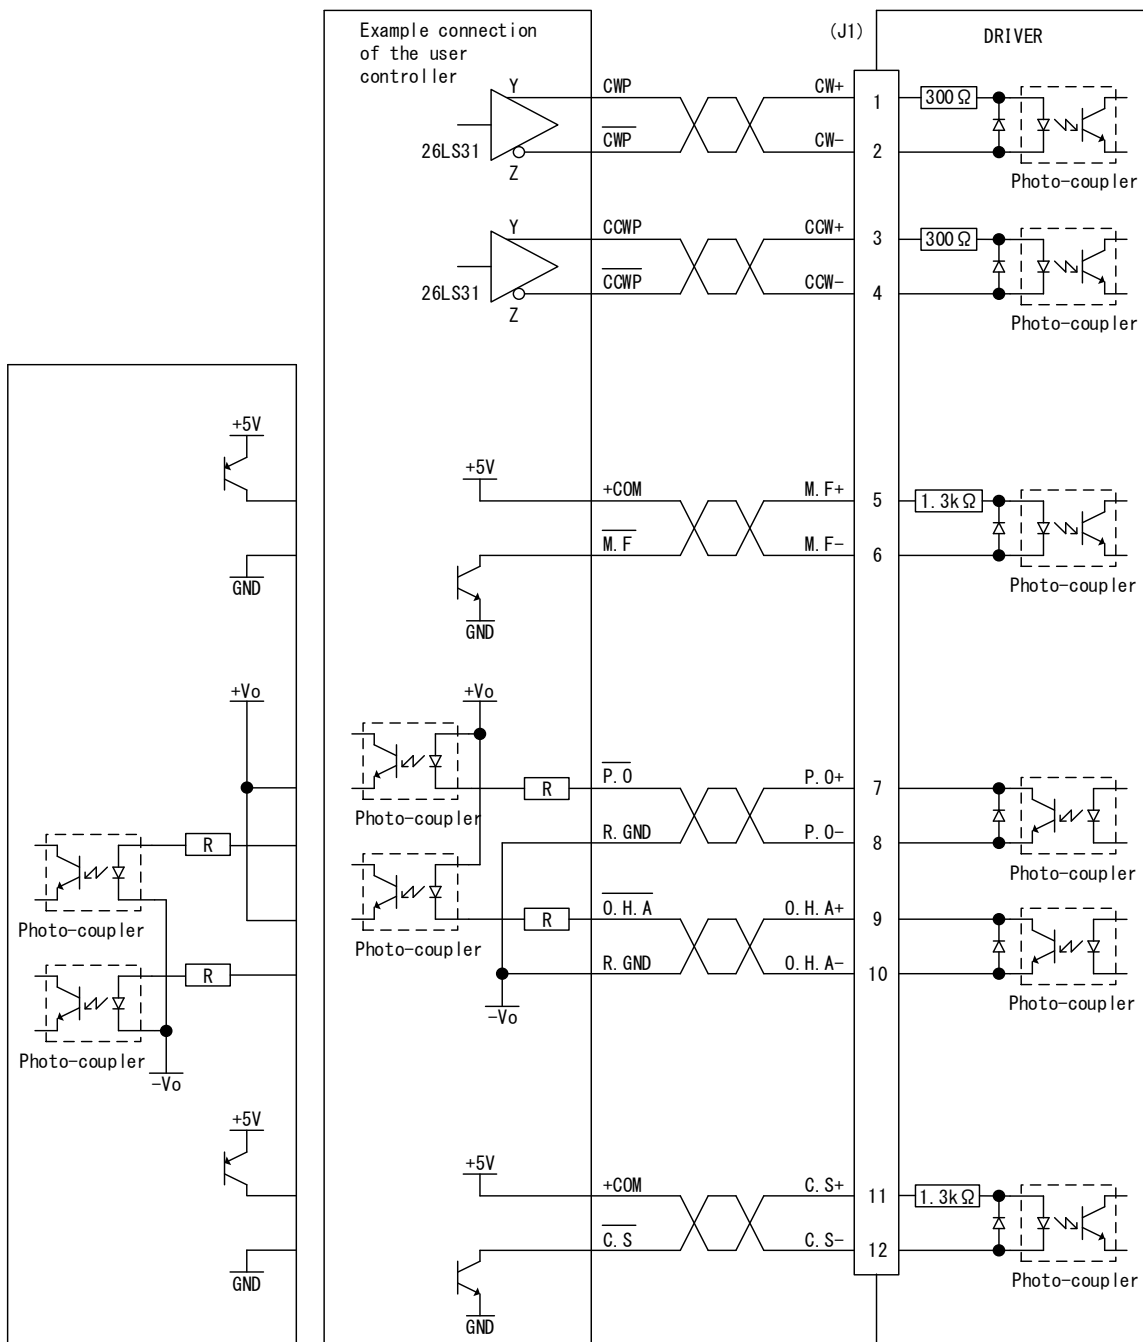 Example connection
of the user
controller
(J1)
DRIVER
Y
CWP
CW+
1
300Ω
26LS31
C̅W̅P̅
CW-
2
Z
Photo-coupler
Y
CCWP
CCW+
3
300Ω
26LS31
C̅C̅W̅P̅
CCW-
4
Z
Photo-coupler
+5V
GND
+5V
+COM
M.F+
5
1.3kΩ
M̅.̅F̅
M.F-
6
GND
Photo-coupler
+Vo
R
Photo-coupler
R
Photo-coupler
-Vo
+Vo
Photo-coupler
R
P̅.̅O̅
P.O+
7
R.GND
P.O-
8
Photo-coupler
Photo-coupler
R
O̅.̅H̅.̅A̅
O.H.A+
9
R.GND
O.H.A-
10
-Vo
Photo-coupler
+5V
GND
+5V
+COM
C.S+
11
1.3kΩ
C̅.̅S̅
C.S-
12
GND
Photo-coupler